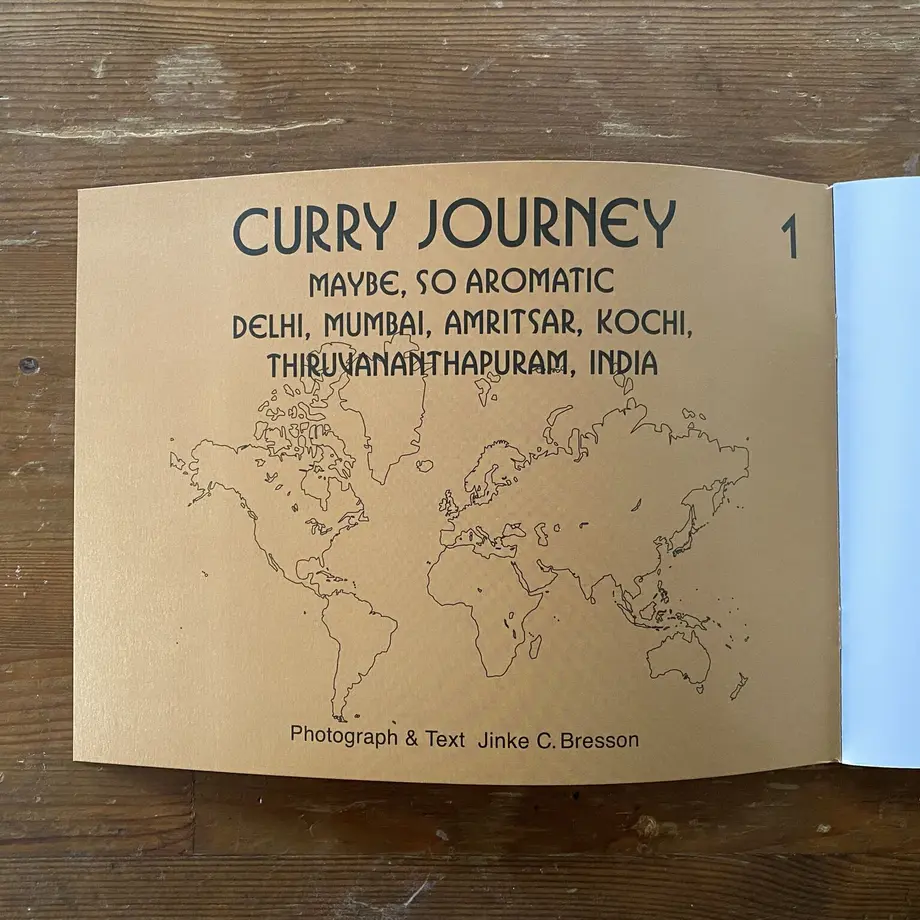 CURRY JOURNEY
1
MAYBE, SO AROMATIC
DELHI, MUMBAI, AMRITSAR, KOCHI,
THIRUVANANTHAPURAM, INDIA
Photograph & Text Jinke C. Bresson